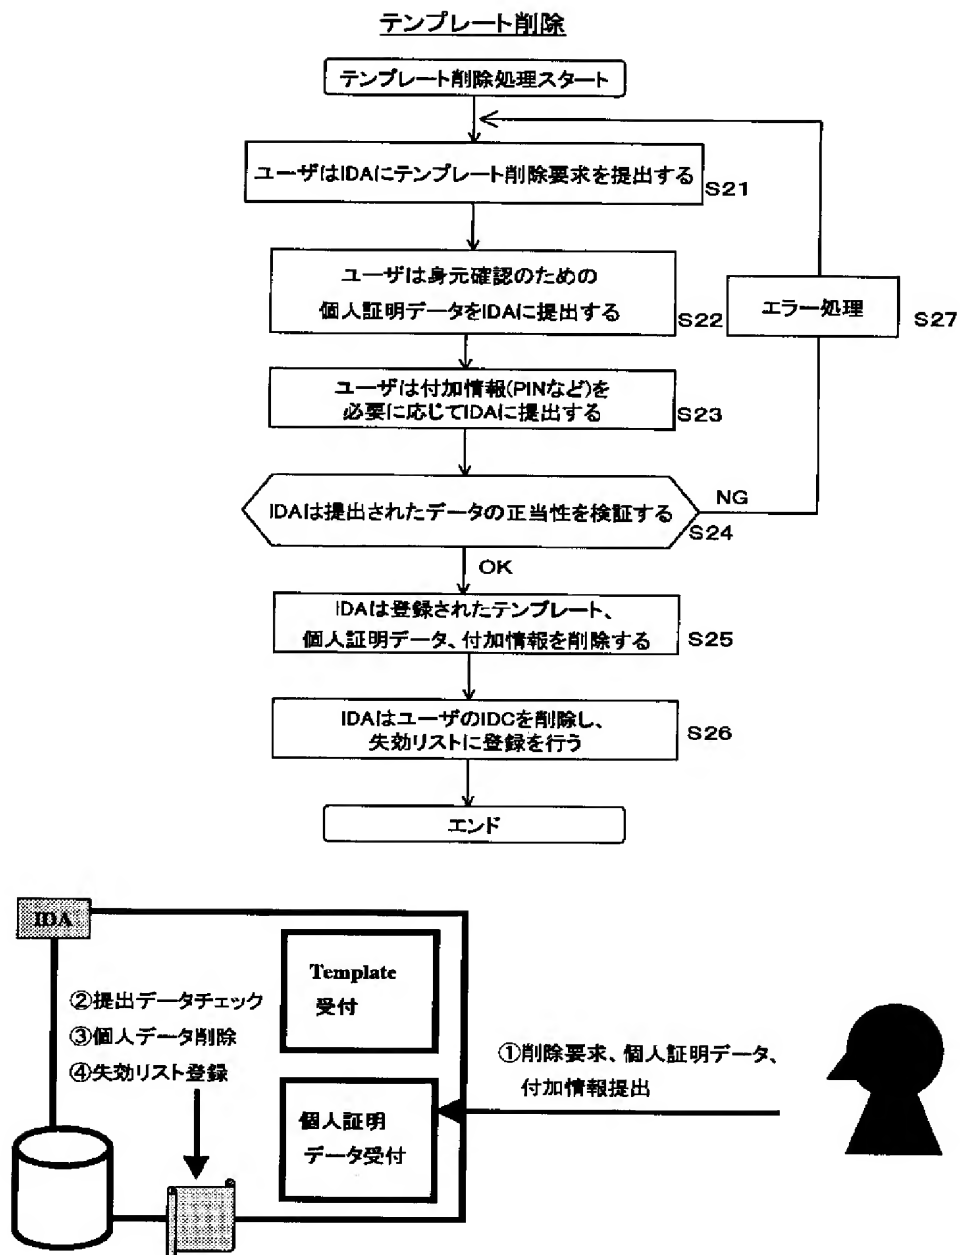 テンプレート削除
テンプレート削除処理スタート
ユーザはIDAにテンプレート削除要求を提出する
S21
ユーザは身元確認のための
個人証明データをIDAに提出する
S22
エラー処理
S27
ユーザは付加情報(PINなど)を
必要に応じてIDAに提出する
S23
IDAは提出されたデータの正当性を検証する
NG
S24
OK
IDAは登録されたテンプレート、
個人証明データ、付加情報を削除する
S25
IDAはユーザのIDCを削除し、
失効リストに登録を行う
S26
エンド
IDA
Template
受付
②提出データチェック
③個人データ削除
④失効リスト登録
①削除要求、個人証明データ、
付加情報提出
個人証明
データ受付